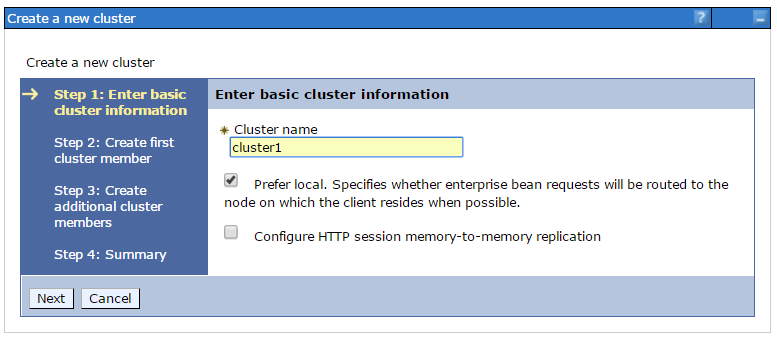 Create a new cluster ? –
Create a new cluster
Step 1: Enter basic
cluster information
Step 2: Create first
cluster member
Step 3: Create
additional cluster
members
Step 4: Summary
Enter basic cluster information
Cluster name
cluster1
Prefer local. Specifies whether enterprise bean requests will be routed to the
node on which the client resides when possible.
Configure HTTP session memory-to-memory replication
Next Cancel